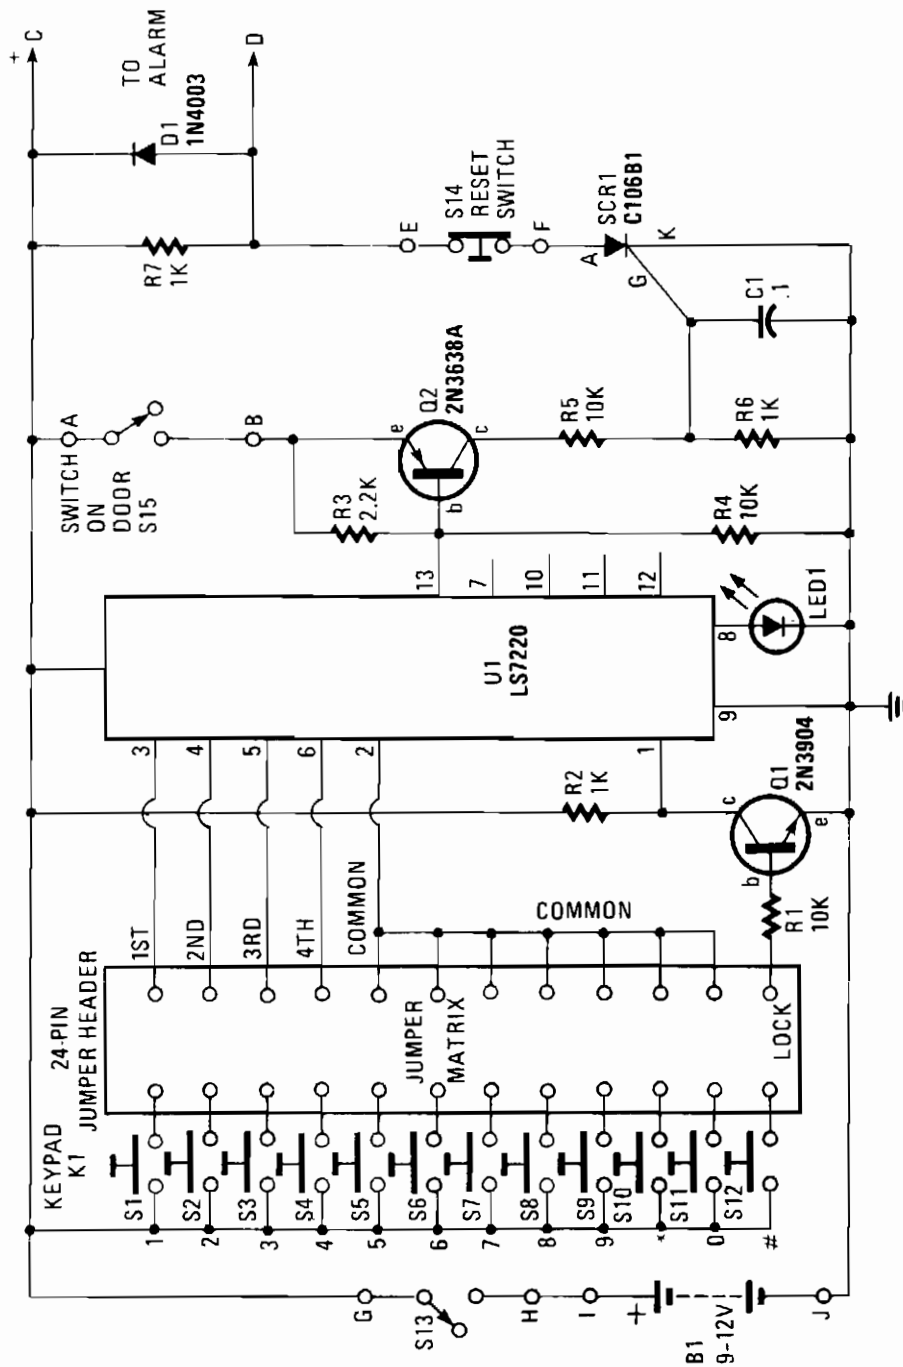 KEYPAD
K1
24-PIN
JUMPER HEADER
S1
S2
S3
S4
S5
S6
S7
S8
S9
S10
S11
S12
1
2
3
4
5
6
7
8
9
*
0
#
G
S13
H
I
+
B1
9-12V
J
JUMPER
MATRIX
LOCK
1ST
2ND
3RD
4TH
COMMON
COMMON
R1
10K
b
c
e
Q1
2N3904
R2
1K
3
4
5
6
2
1
U1
LS7220
13
7
10
11
12
9
8
LED1
SWITCH
ON
DOOR
S15
A
B
R3
2.2K
R4
10K
b
e
c
Q2
2N3638A
R5
10K
R6
1K
C1
.1
R7
1K
D1
1N4003
TO
ALARM
+
C
D
E
S14
RESET
SWITCH
F
A
G
K
SCR1
C106B1